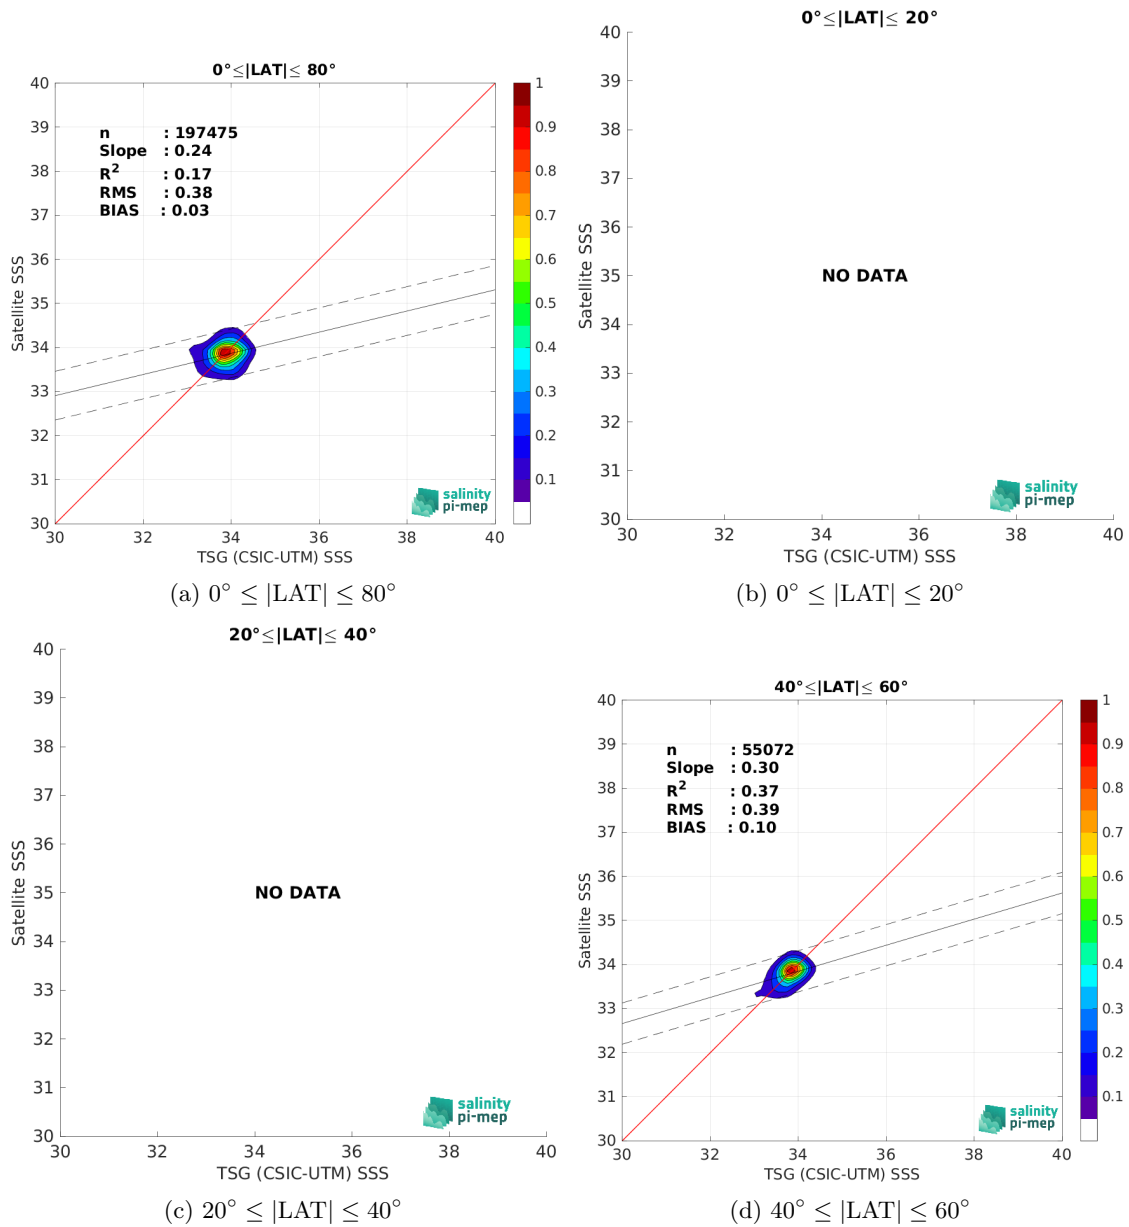 0°≤|LAT|≤ 80°
40
39
38
37
36
35
34
33
32
31
30
Satellite SSS
n : 197475
Slope : 0.24
R² : 0.17
RMS : 0.38
BIAS : 0.03
1
0.9
0.8
0.7
0.6
0.5
0.4
0.3
0.2
0.1
salinity
pi-mep
30 32 34 36 38 40
TSG (CSIC-UTM) SSS
(a) 0° ≤ |LAT| ≤ 80°
0°≤|LAT|≤ 20°
40
39
38
37
36
35
34
33
32
31
30
Satellite SSS
NO DATA
salinity
pi-mep
30 32 34 36 38 40
TSG (CSIC-UTM) SSS
(b) 0° ≤ |LAT| ≤ 20°
20°≤|LAT|≤ 40°
40
39
38
37
36
35
34
33
32
31
30
Satellite SSS
NO DATA
salinity
pi-mep
30 32 34 36 38 40
TSG (CSIC-UTM) SSS
(c) 20° ≤ |LAT| ≤ 40°
40°≤|LAT|≤ 60°
40
39
38
37
36
35
34
33
32
31
30
Satellite SSS
n : 55072
Slope : 0.30
R² : 0.37
RMS : 0.39
BIAS : 0.10
1
0.9
0.8
0.7
0.6
0.5
0.4
0.3
0.2
0.1
salinity
pi-mep
30 32 34 36 38 40
TSG (CSIC-UTM) SSS
(d) 40° ≤ |LAT| ≤ 60°